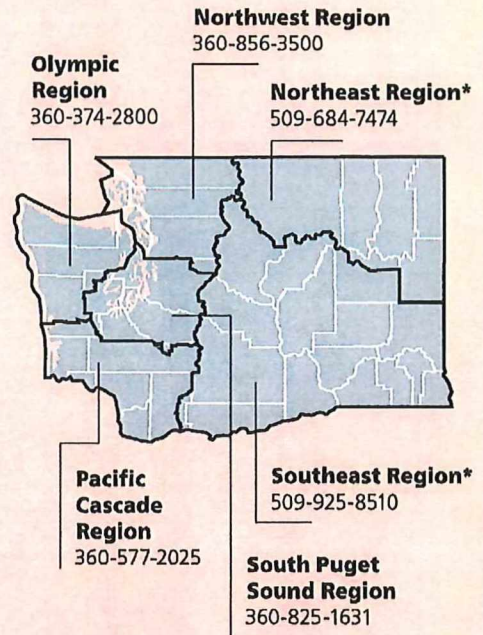 Northwest Region
360-856-3500
Olympic
Region
360-374-2800
Northeast Region*
509-684-7474
Pacific
Cascade
Region
360-577-2025
Southeast Region*
509-925-8510
South Puget
Sound Region
360-825-1631